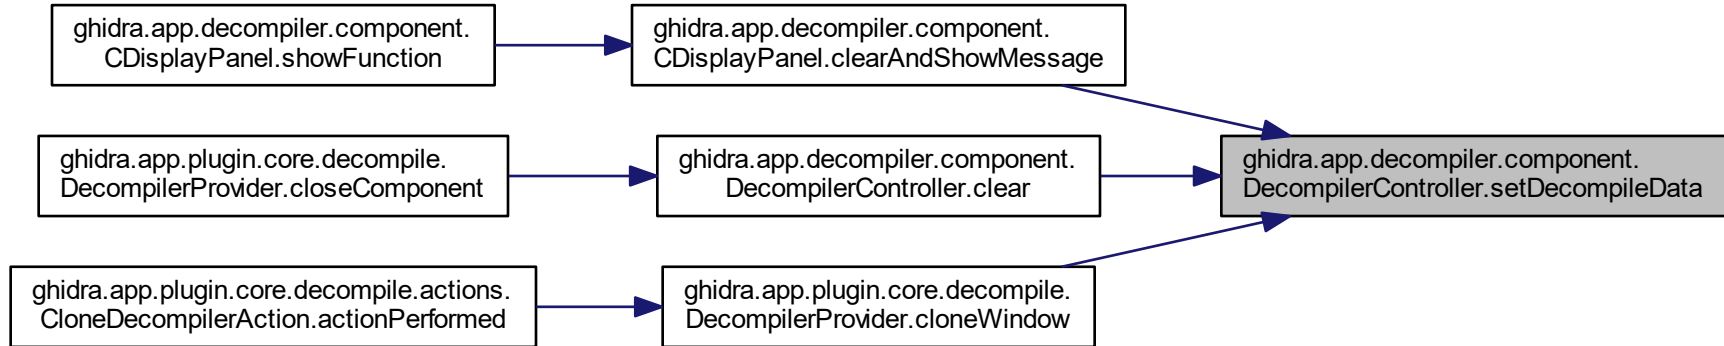 ghidra.app.decompiler.component.
CDisplayPanel.showFunction
ghidra.app.decompiler.component.
CDisplayPanel.clearAndShowMessage
ghidra.app.plugin.core.decompile.
DecompilerProvider.closeComponent
ghidra.app.decompiler.component.
DecompilerController.clear
ghidra.app.decompiler.component.
DecompilerController.setDecompileData
ghidra.app.plugin.core.decompile.actions.
CloneDecompilerAction.actionPerformed
ghidra.app.plugin.core.decompile.
DecompilerProvider.cloneWindow